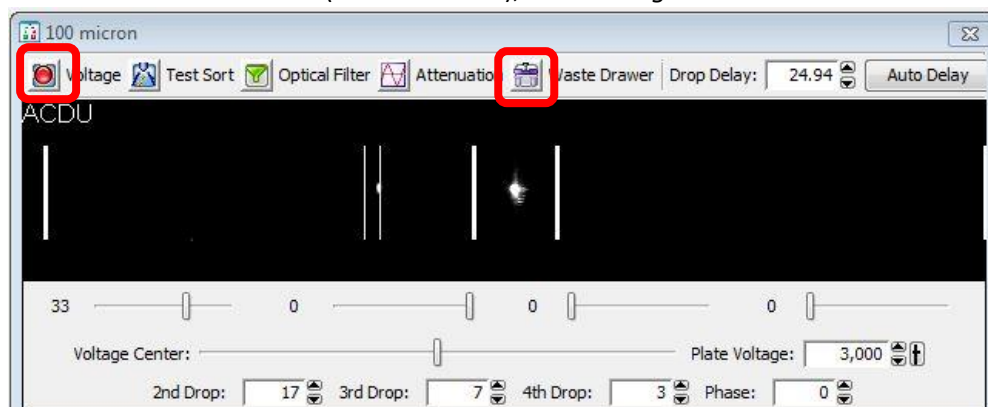 100 micron
Voltage Test Sort Optical Filter Attenuation Waste Drawer Drop Delay: 24.94 Auto Delay
ACDU
33 0 0 0
Voltage Center: Plate Voltage: 3,000
2nd Drop: 17 3rd Drop: 7 4th Drop: 3 Phase: 0